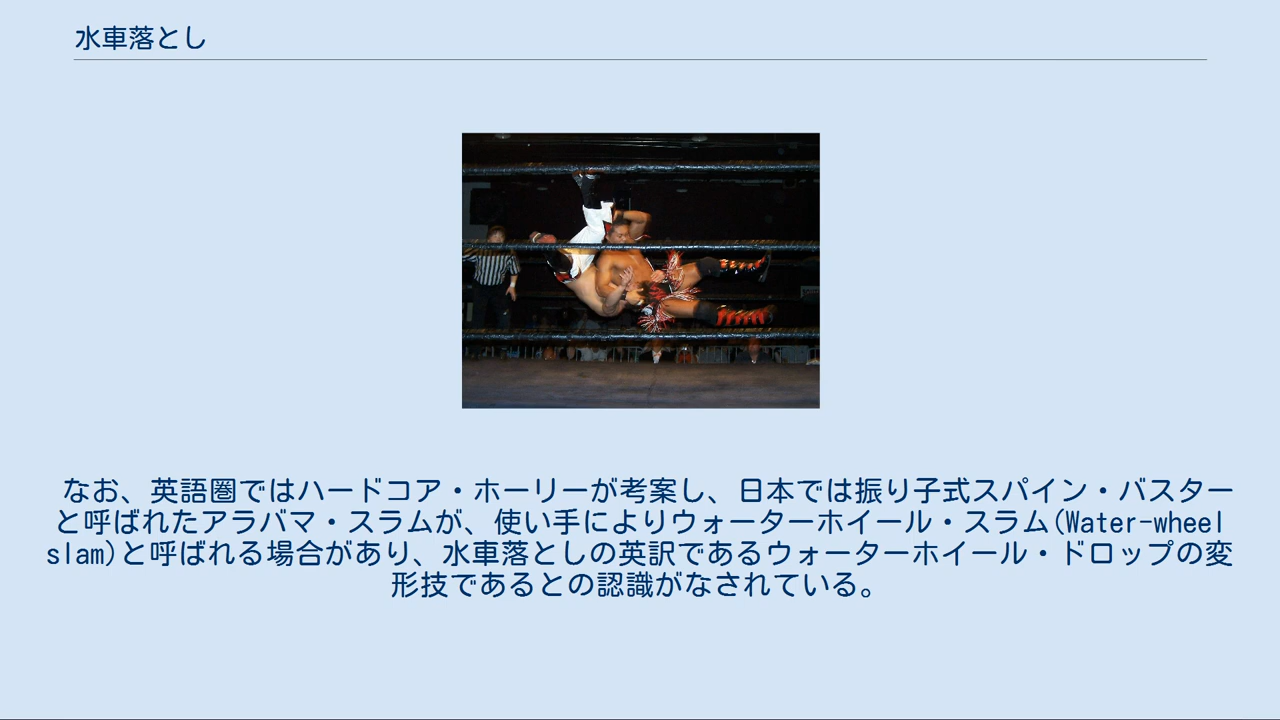 水車落とし
なお、英語圏ではハードコア・ホーリーが考案し、日本では振り子式スパイン・バスター
と呼ばれたアラバマ・スラムが、使い手によりウォーターホイール・スラム(Water-wheel
slam)と呼ばれる場合があり、水車落としの英訳であるウォーターホイール・ドロップの変
形技であるとの認識がなされている。